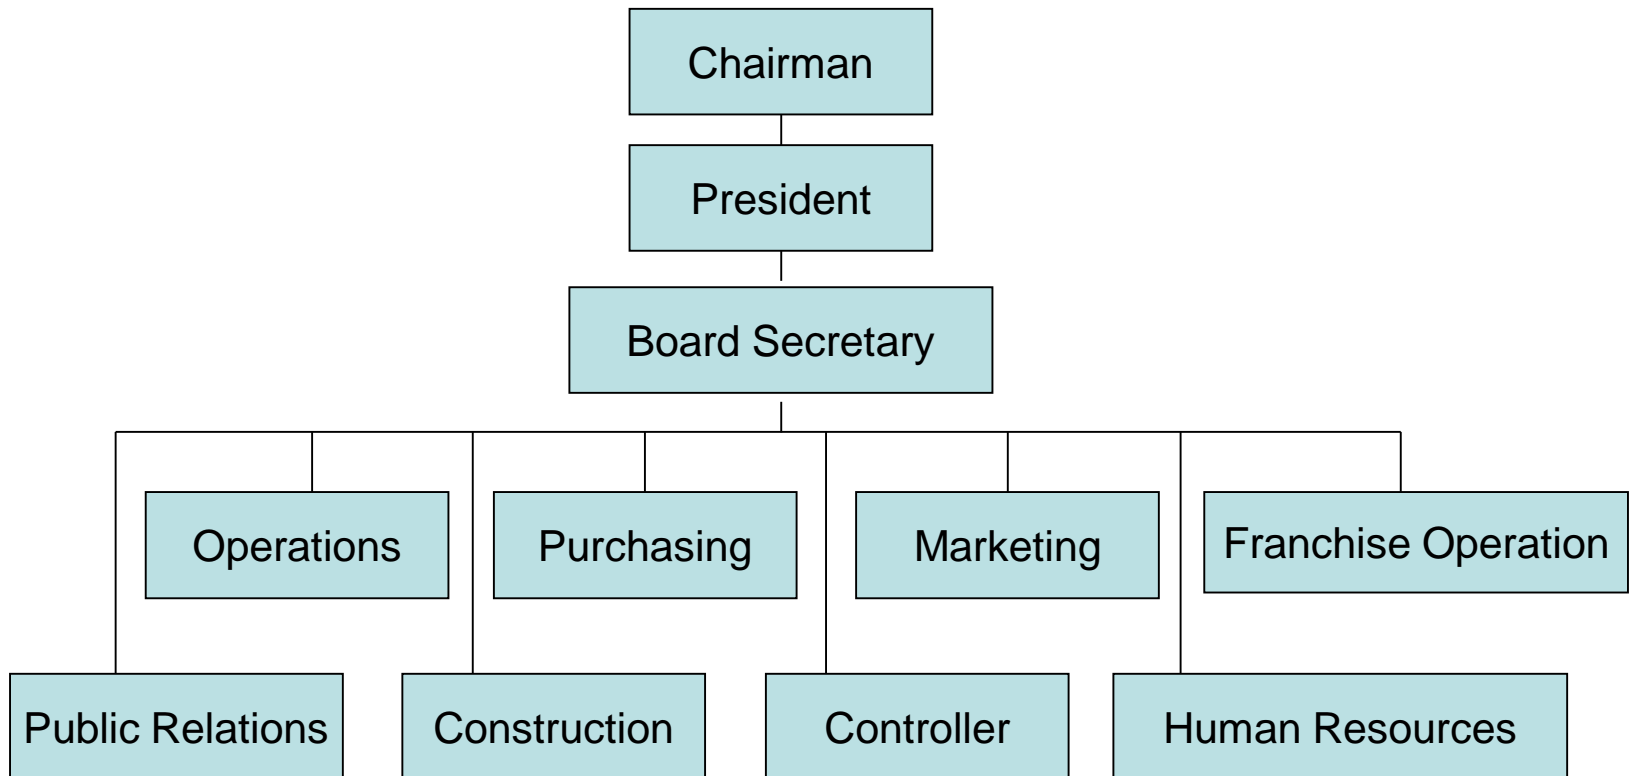 Chairman
President
Board Secretary
Operations
Purchasing
Marketing
Franchise Operation
Public Relations
Construction
Controller
Human Resources